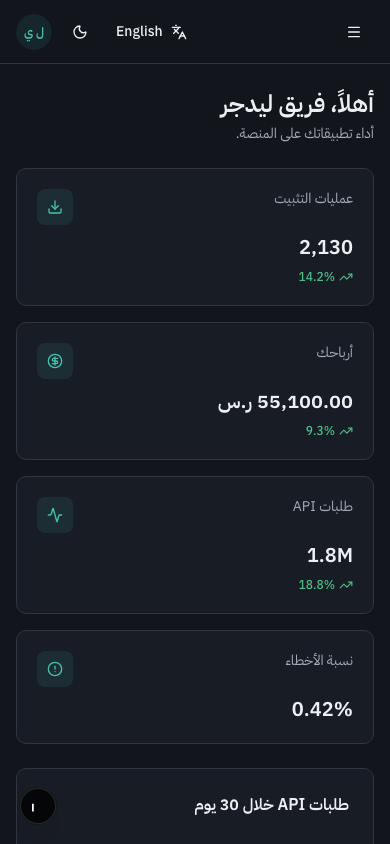 ل ي
English
أهلاً، فريق ليدجر
أداء تطبيقاتك على المنصة.
عمليات التثبيت
2,130
14.2%
أرباحك
55,100.00 ر.س
9.3%
طلبات API
1.8M
18.8%
نسبة الأخطاء
0.42%
طلبات API خلال 30 يوم